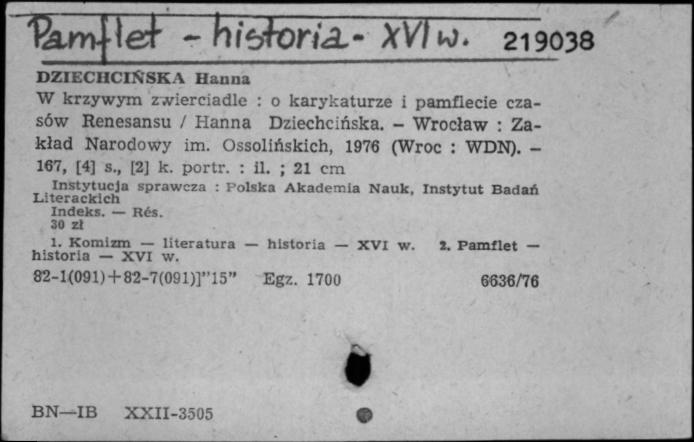 Pamflet - historia - XVI w. 219038
DZIECHCIŃSKA Hanna
W krzywym zwierciadle : o karykaturze i pamflecie cza-
sów Renesansu / Hanna Dziechcińska. — Wrocław : Za-
kład Narodowy im. Ossolińskich, 1976 (Wroc : WDN). —
167, [4] s., [2] k. portr. : il. ; 21 cm
Instytucja sprawcza : Polska Akademia Nauk, Instytut Badań
Literackich
Indeks. — Rés.
30 zł
1. Komizm — literatura — historia — XVI w. 2. Pamflet —
historia — XVI w.
82-1(091)+82-7(091)]"15" Egz. 1700 6636/76
BN—IB XXII-3505